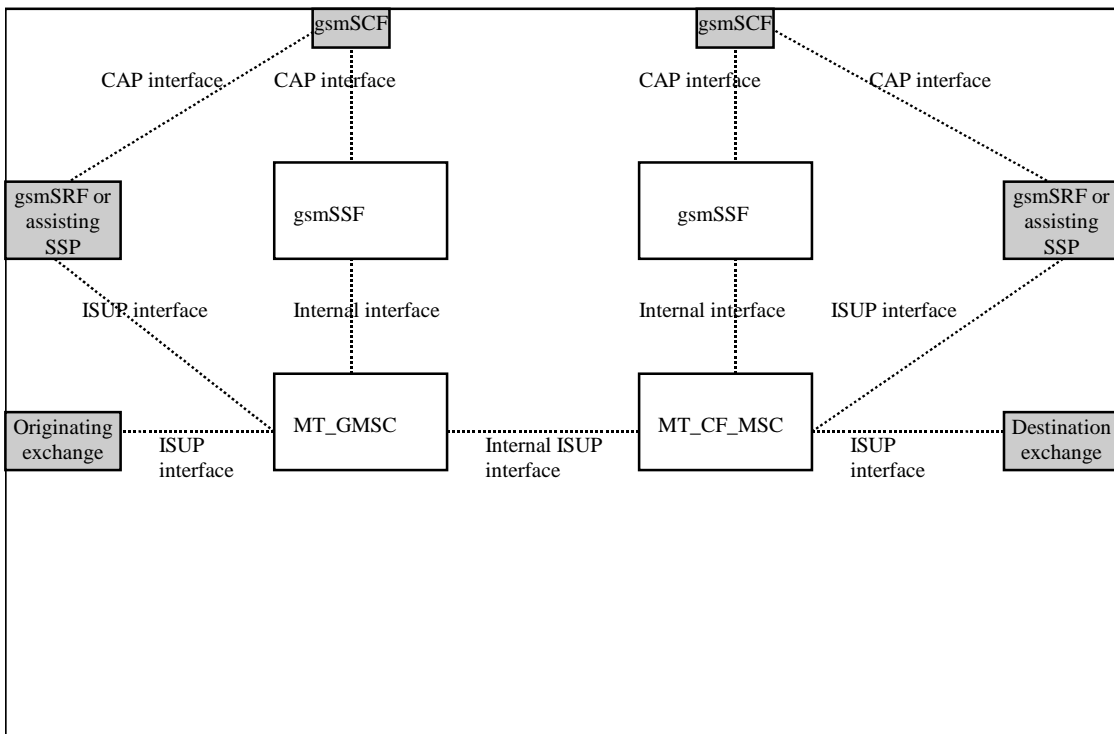 gsmSCF
gsmSCF
CAP interface
CAP interface
CAP interface
CAP interface
gsmSRF or
assisting
SSP
gsmSSF
gsmSSF
gsmSRF or
assisting
SSP
ISUP interface
Internal interface
Internal interface
ISUP interface
Originating
exchange
ISUP
interface
MT_GMSC
Internal ISUP
interface
MT_CF_MSC
ISUP
interface
Destination
exchange